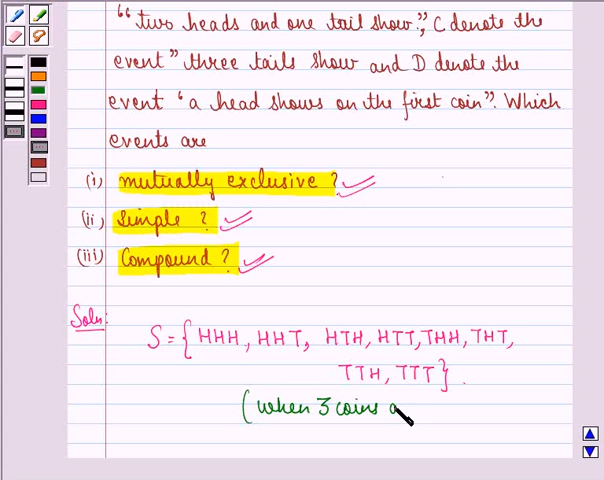 “two heads and one tail show”, C denote the
event” three tails show and D denote the
event “a head shows on the first coin”. Which
events are
(i) mutually exclusive ?
(ii) Simple ?
(iii) Compound ?
Soln:
S={HHH, HHT, HTH, HTT, THH, THT,
TTH, TTT}.
(when 3 coins a